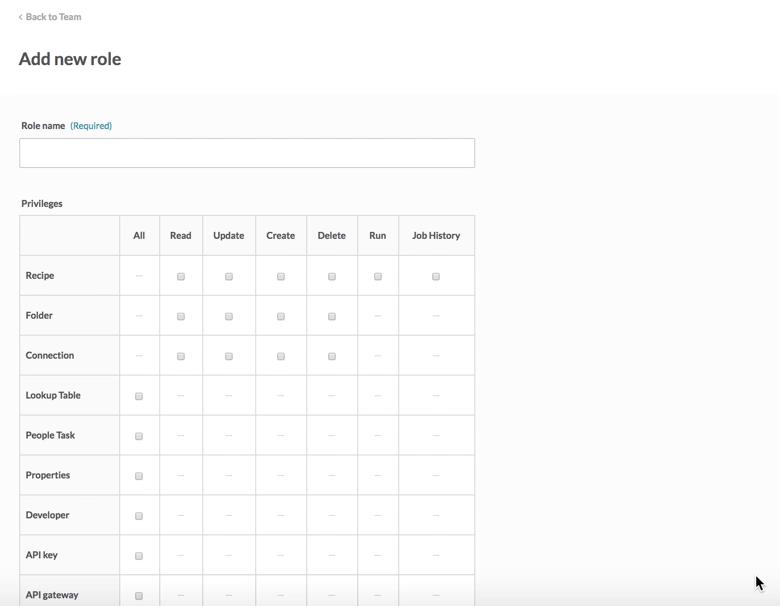 < Back to Team
Add new role
Role name (Required)
Privileges
All Read Update Create Delete Run Job History
Recipe —
Folder — — —
Connection — — —
Lookup Table — — — — — —
People Task — — — — — —
Properties — — — — — —
Developer — — — — — —
API key — — — — — —
API gateway — — — — — —